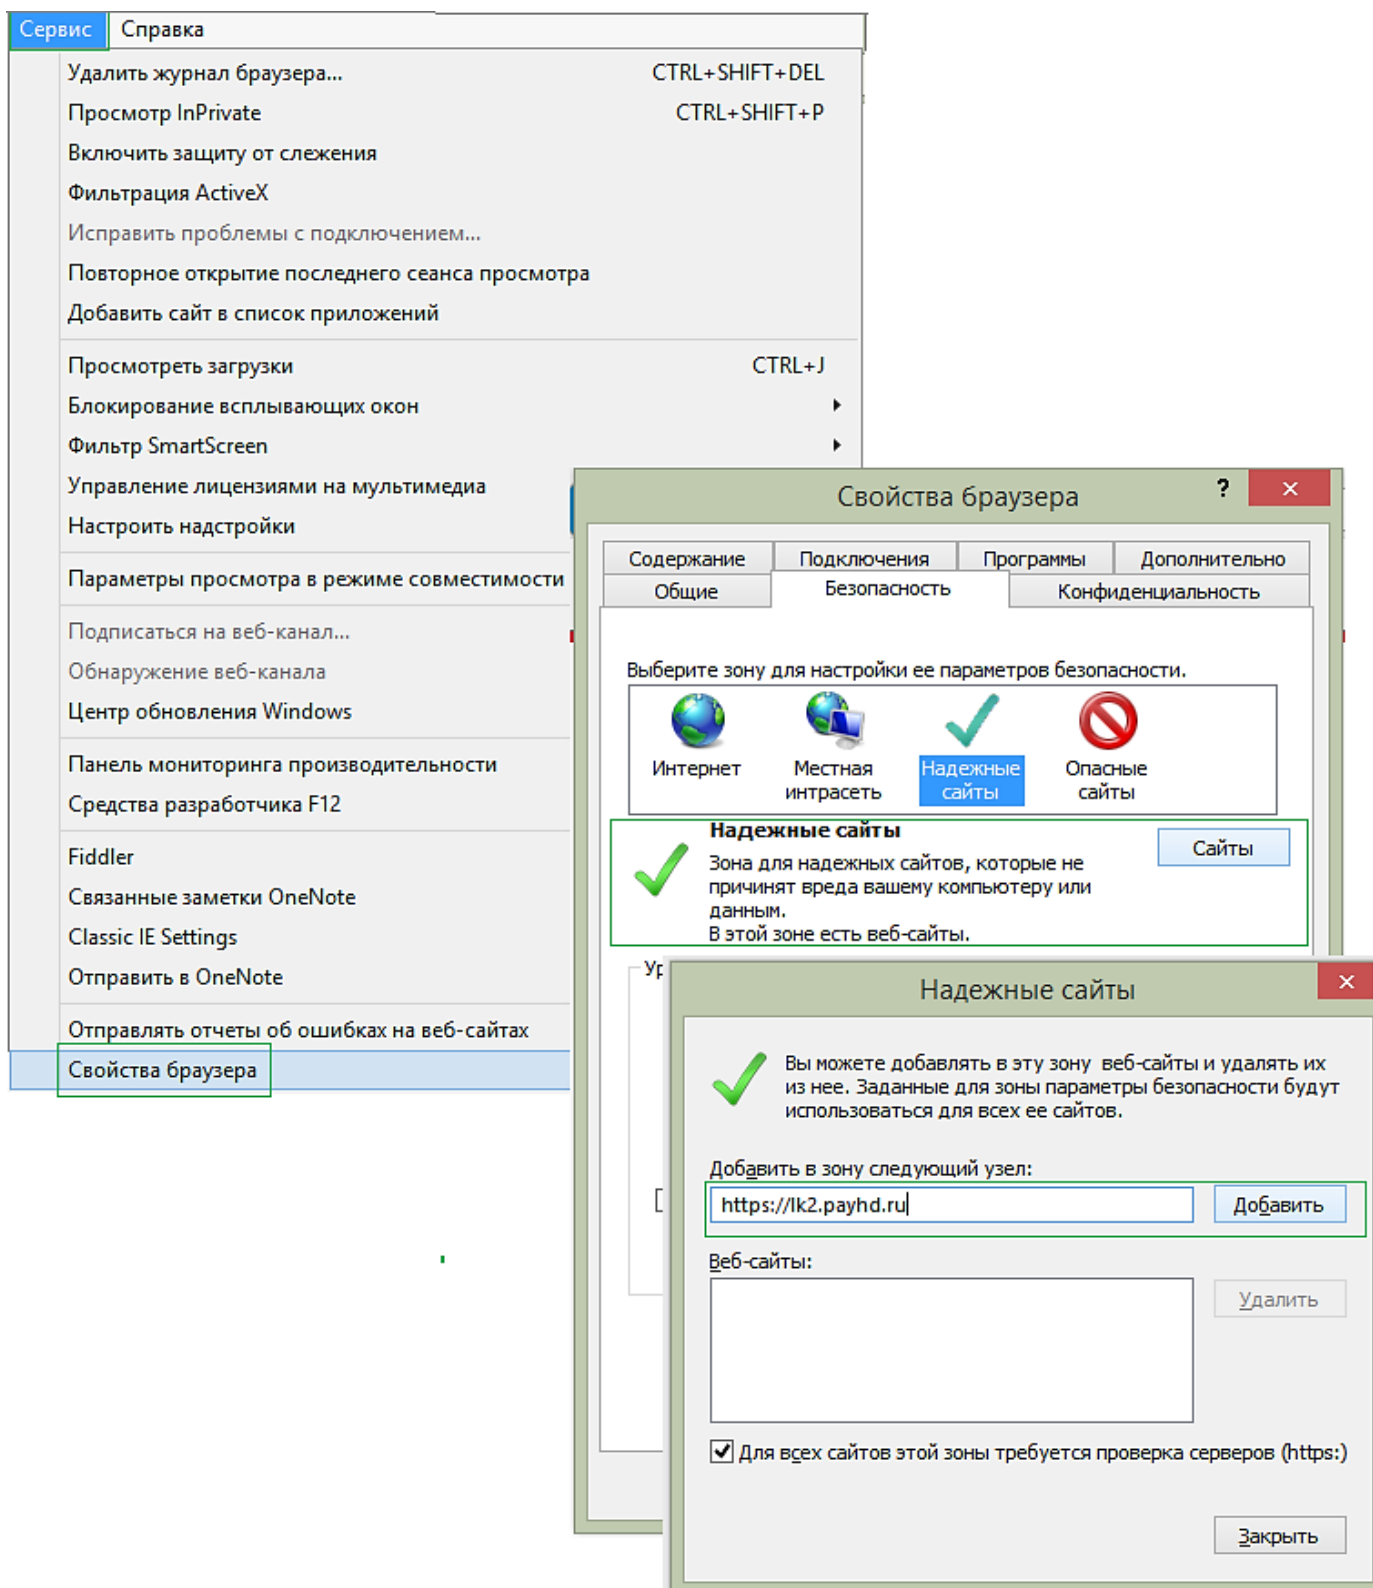 Сервис Справка
Удалить журнал браузера... CTRL+SHIFT+DEL
Просмотр InPrivate CTRL+SHIFT+P
Включить защиту от слежения
Фильтрация ActiveX
Исправить проблемы с подключением...
Повторное открытие последнего сеанса просмотра
Добавить сайт в список приложений
Просмотреть загрузки CTRL+J
Блокирование всплывающих окон
Фильтр SmartScreen
Управление лицензиями на мультимедиа
Настроить надстройки
Параметры просмотра в режиме совместимости
Подписаться на веб-канал...
Обнаружение веб-канала
Центр обновления Windows
Панель мониторинга производительности
Средства разработчика F12
Fiddler
Связанные заметки OneNote
Classic IE Settings
Отправить в OneNote
Отправлять отчеты об ошибках на веб-сайтах
Свойства браузера
Свойства браузера ?
Содержание Подключения Программы Дополнительно
Общие Безопасность Конфиденциальность
Выберите зону для настройки ее параметров безопасности.
Интернет Местная Надежные Опасные
интрасеть сайты сайты
Надежные сайты
Сайты
Зона для надежных сайтов, которые не
причинят вреда вашему компьютеру или
данным.
В этой зоне есть веб-сайты.
Надежные сайты
Вы можете добавлять в эту зону веб-сайты и удалять их
из нее. Заданные для зоны параметры безопасности будут
использоваться для всех ее сайтов.
Добавить в зону следующий узел:
https://lk2.payhd.ru Добавить
Веб-сайты:
Удалить
Для всех сайтов этой зоны требуется проверка серверов (https:)
Закрыть